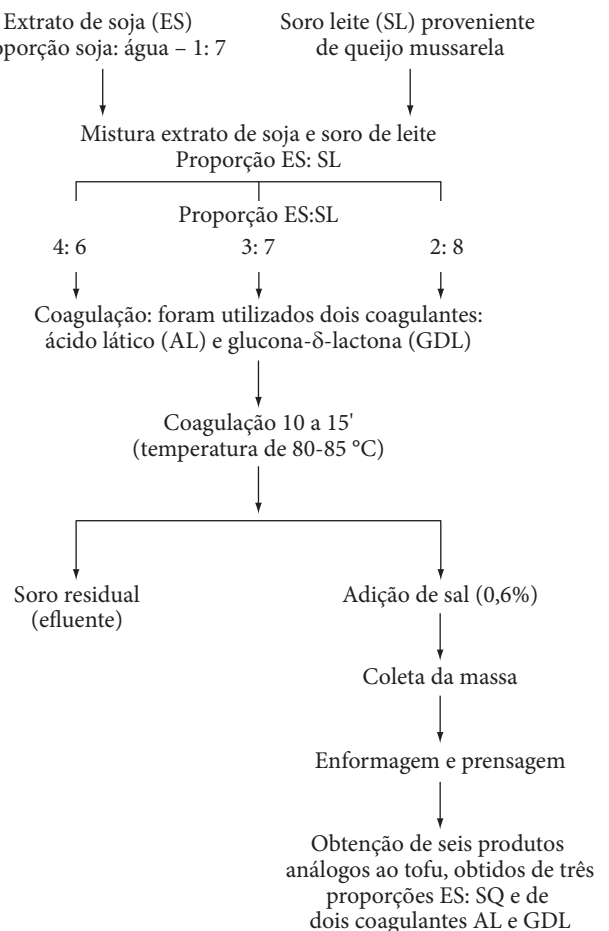 Extrato de soja (ES)
oporção soja: água – 1: 7
Soro leite (SL) proveniente
de queijo mussarela
Mistura extrato de soja e soro de leite
Proporção ES: SL
Proporção ES:SL
4: 6
3: 7
2: 8
Coagulação: foram utilizados dois coagulantes:
ácido lático (AL) e glucona-δ-lactona (GDL)
Coagulação 10 a 15'
(temperatura de 80-85 °C)
Soro residual
(efluente)
Adição de sal (0,6%)
Coleta da massa
Enformagem e prensagem
Obtenção de seis produtos
análogos ao tofu, obtidos de três
proporções ES: SQ e de
dois coagulantes AL e GDL